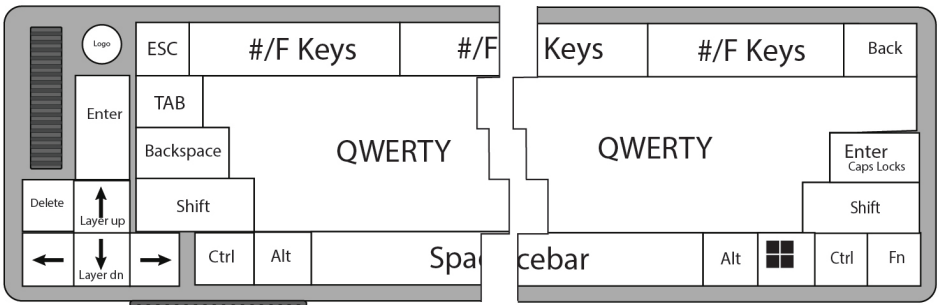 Logo
ESC
#/F Keys
#/F
Keys
#/F Keys
Back
Enter
TAB
QWERTY
QWERTY
Backspace
Enter
Caps Locks
Delete
Layer up
Shift
Shift
Layer dn
Ctrl
Alt
Spac
cebar
Alt
Ctrl
Fn